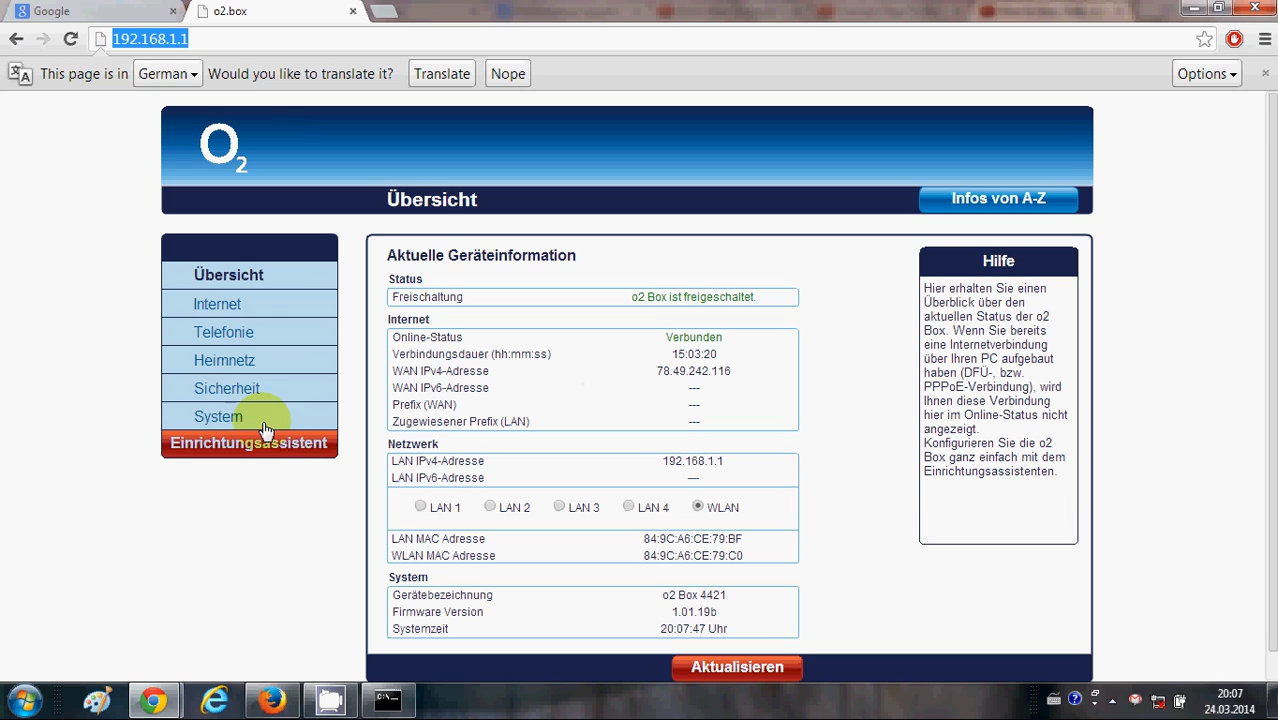 Google
o2.box
192.168.1.1
This page is in German Would you like to translate it? Translate Nope Options
O2
Übersicht
Infos von A-Z
Übersicht
Internet
Telefonie
Heimnetz
Sicherheit
System
Einrichtungsassistent
Aktuelle Geräteinformation
Status
Freischaltung o2 Box ist freigeschaltet.
Internet
Online-Status Verbunden
Verbindungsdauer (hh:mm:ss) 15:03:20
WAN IPv4-Adresse 78.49.242.116
WAN IPv6-Adresse ---
Prefix (WAN) ---
Zugewiesener Prefix (LAN) ---
Netzwerk
LAN IPv4-Adresse 192.168.1.1
LAN IPv6-Adresse ---
LAN 1 LAN 2 LAN 3 LAN 4 WLAN
LAN MAC Adresse 84:9C:A6:CE:79:BF
WLAN MAC Adresse 84:9C:A6:CE:79:C0
System
Gerätebezeichnung o2 Box 4421
Firmware Version 1.01.19b
Systemzeit 20:07:47 Uhr
Aktualisieren
Hilfe
Hier erhalten Sie einen
Überblick über den
aktuellen Status der o2
Box. Wenn Sie bereits
eine Internetverbindung
über Ihren PC aufgebaut
haben (DFÜ-, bzw.
PPPoE-Verbindung), wird
Ihnen diese Verbindung
hier im Online-Status nicht
angezeigt.
Konfigurieren Sie die o2
Box ganz einfach mit dem
Einrichtungsassistenten.
20:07
24.03.2014